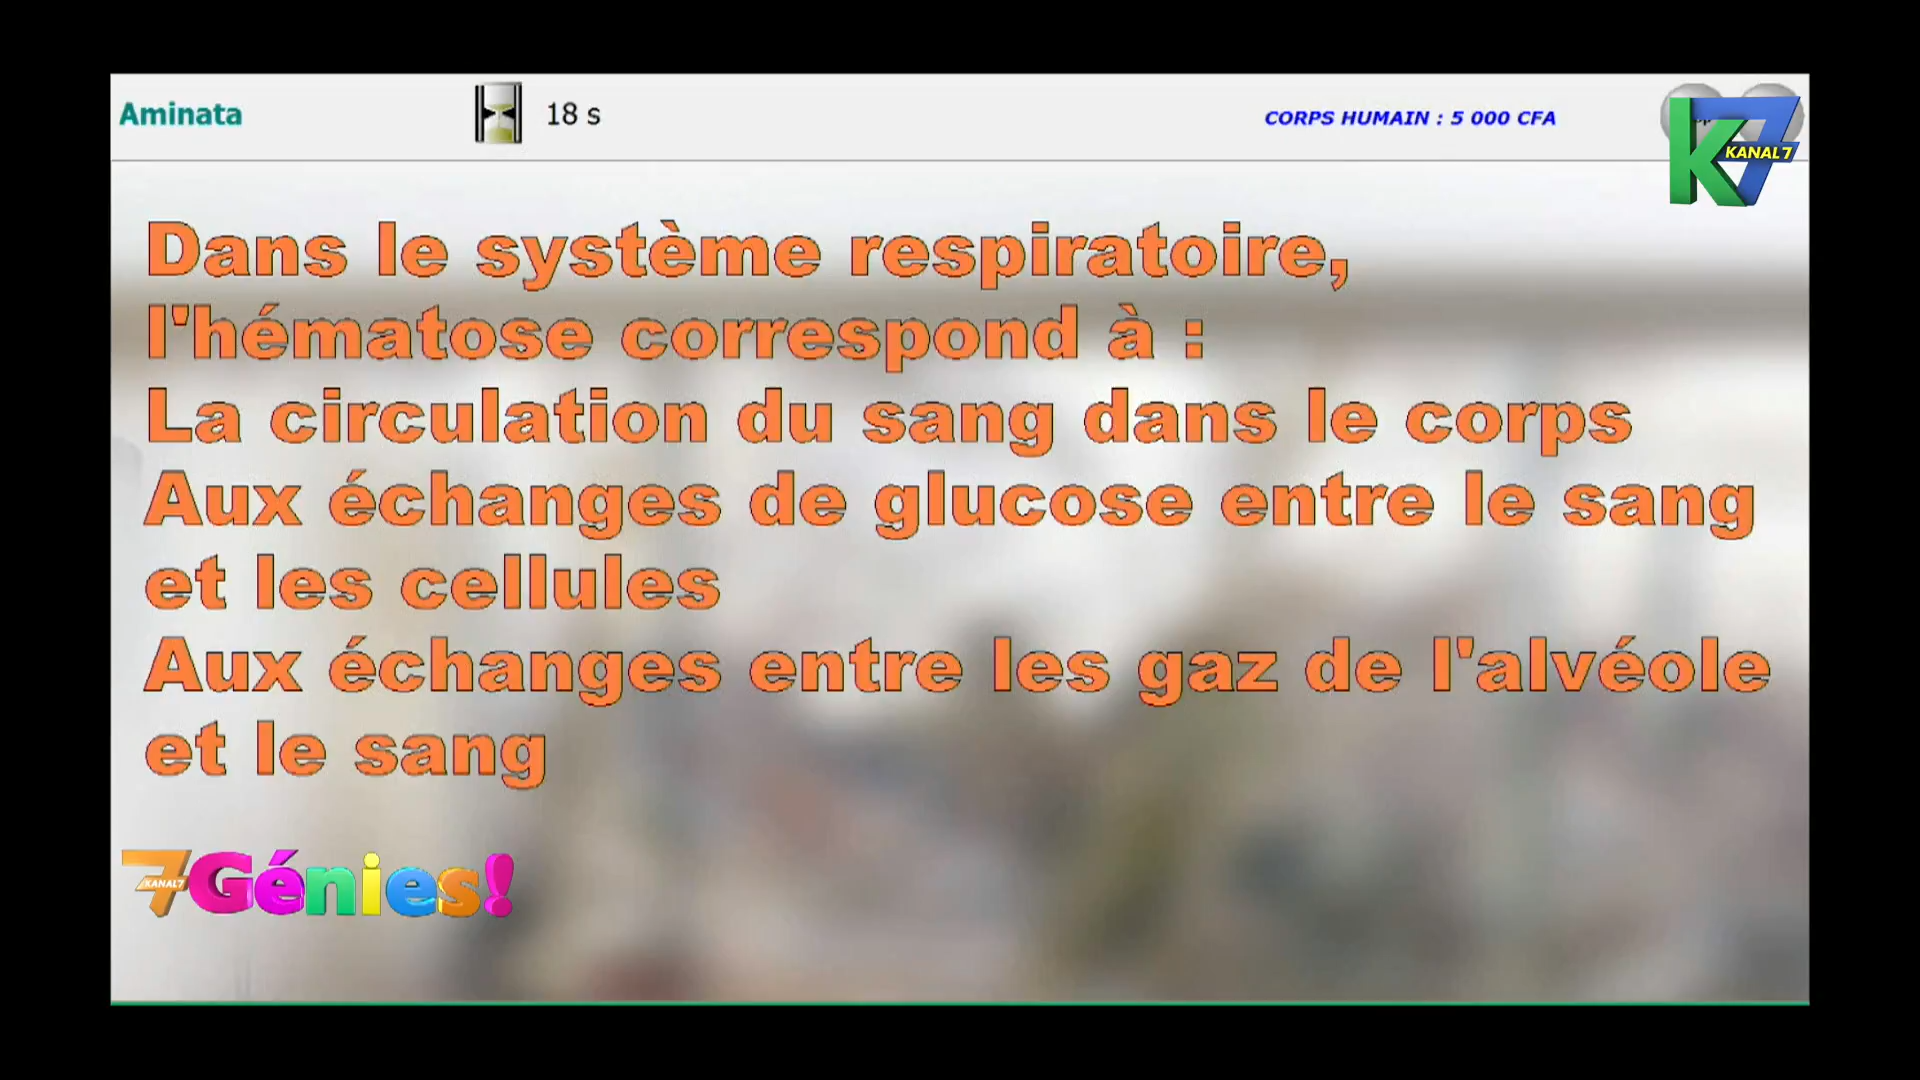 Aminata
18 s
CORPS HUMAIN : 5 000 CFA
K7
KANAL7
Dans le système respiratoire,
l'hématose correspond à :
La circulation du sang dans le corps
Aux échanges de glucose entre le sang
et les cellules
Aux échanges entre les gaz de l'alvéole
et le sang
7 KANAL7 Génies!